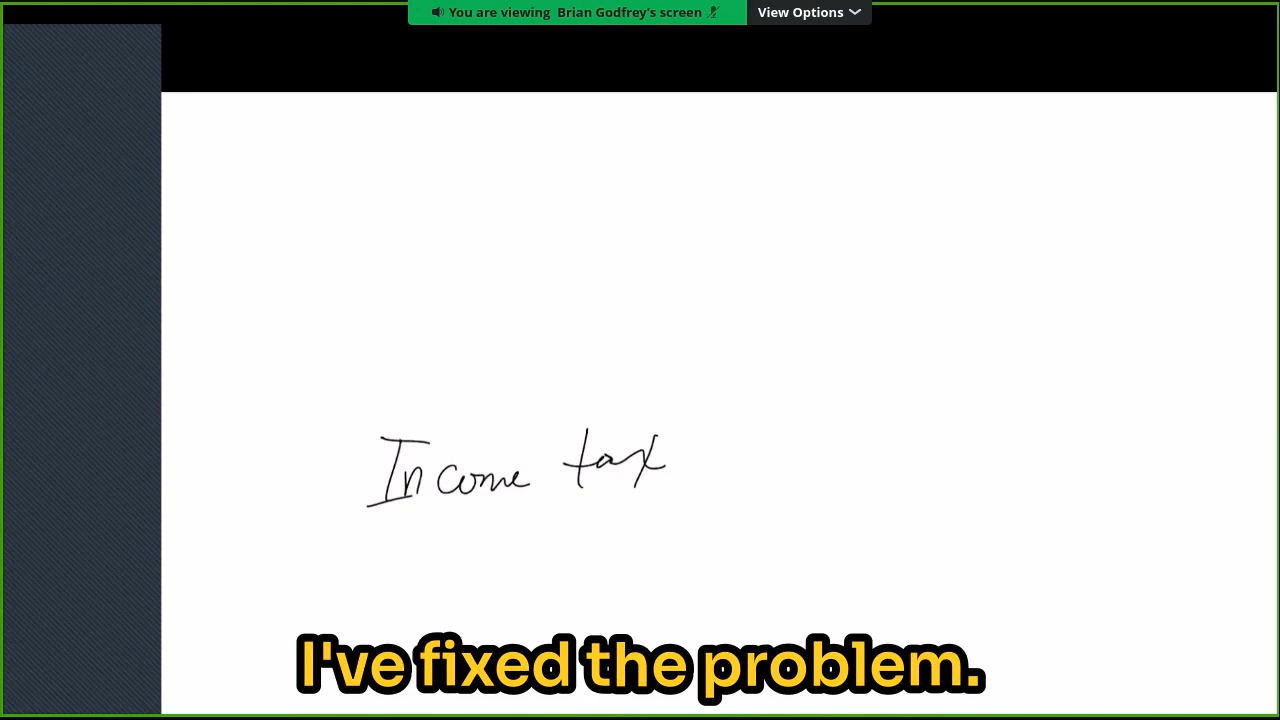 You are viewing Brian Godfrey's screen View Options
Income tax
I've fixed the problem.